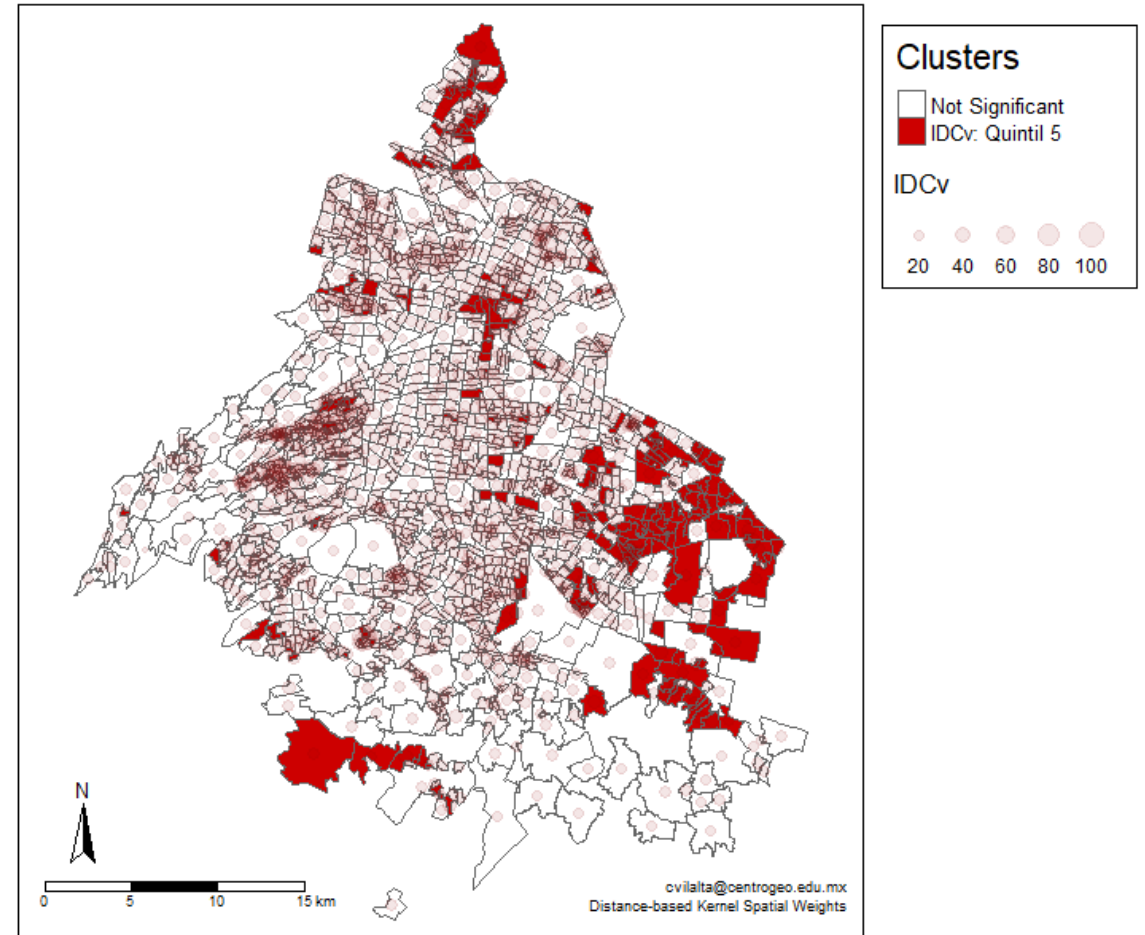 Clusters
Not Significant
IDCv: Quintil 5
IDCv
20 40 60 80 100
N
0 5 10 15 km
cvilalta@centrogeo.edu.mx
Distance-based Kernel Spatial Weights